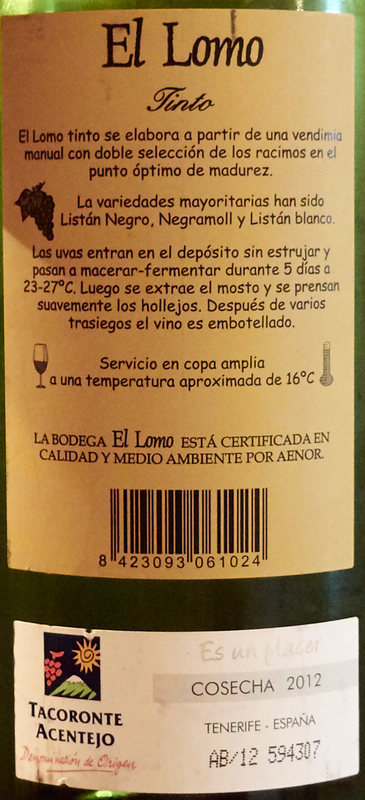 El Lomo
Tinto
El Lomo tinto se elabora a partir de una vendimia
manual con doble selección de los racimos en el
punto óptimo de madurez.
La variedades mayoritarias han sido
Listán Negro, Negramoll y Listán blanco.
Las uvas entran en el depósito sin estrujar y
pasan a macerar-fermentar durante 5 días a
23-27ºC. Luego se extrae el mosto y se prensan
suavemente los hollejos. Después de varios
trasiegos el vino es embotellado.
Servicio en copa amplia
a una temperatura aproximada de 16ºC
LA BODEGA El Lomo ESTÁ CERTIFICADA EN
CALIDAD Y MEDIO AMBIENTE POR AENOR.
8 423093 061024
Es un placer
COSECHA 2012
TACORONTE
ACENTEJO
Denominación de Origen
TENERIFE - ESPAÑA
AB/12 594307